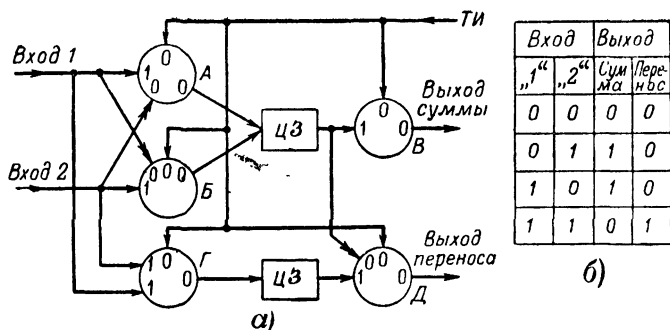 ТИ
Вход 1
0
1
0 0
А
ЦЗ
0
1 0
В
Выход
суммы
Вход 2
0 0 0
1
Б
1 0
1 0
Г
ЦЗ
0 0
1 0
Д
Выход
переноса
а)
Вход Выход
„1“ „2“ Сумма Перенос
0 0 0 0
0 1 1 0
1 0 1 0
1 1 0 1
б)